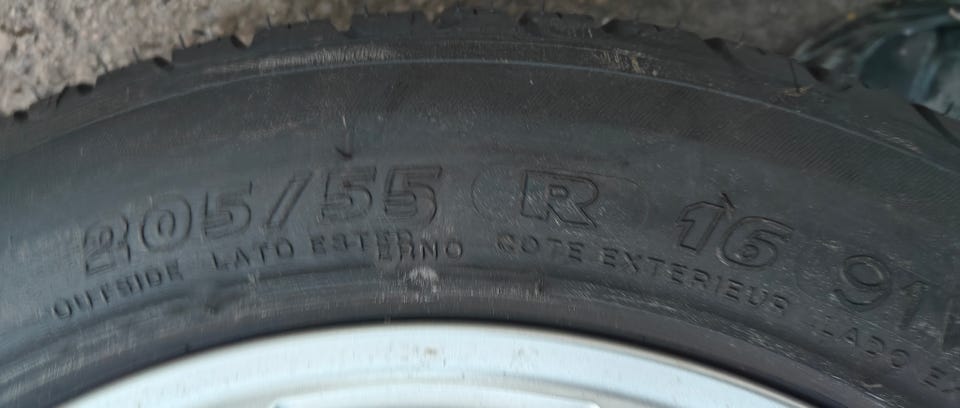 205/55 R 16 91
OUTSIDE LATO ESTERNO COTE EXTERIEUR LADO